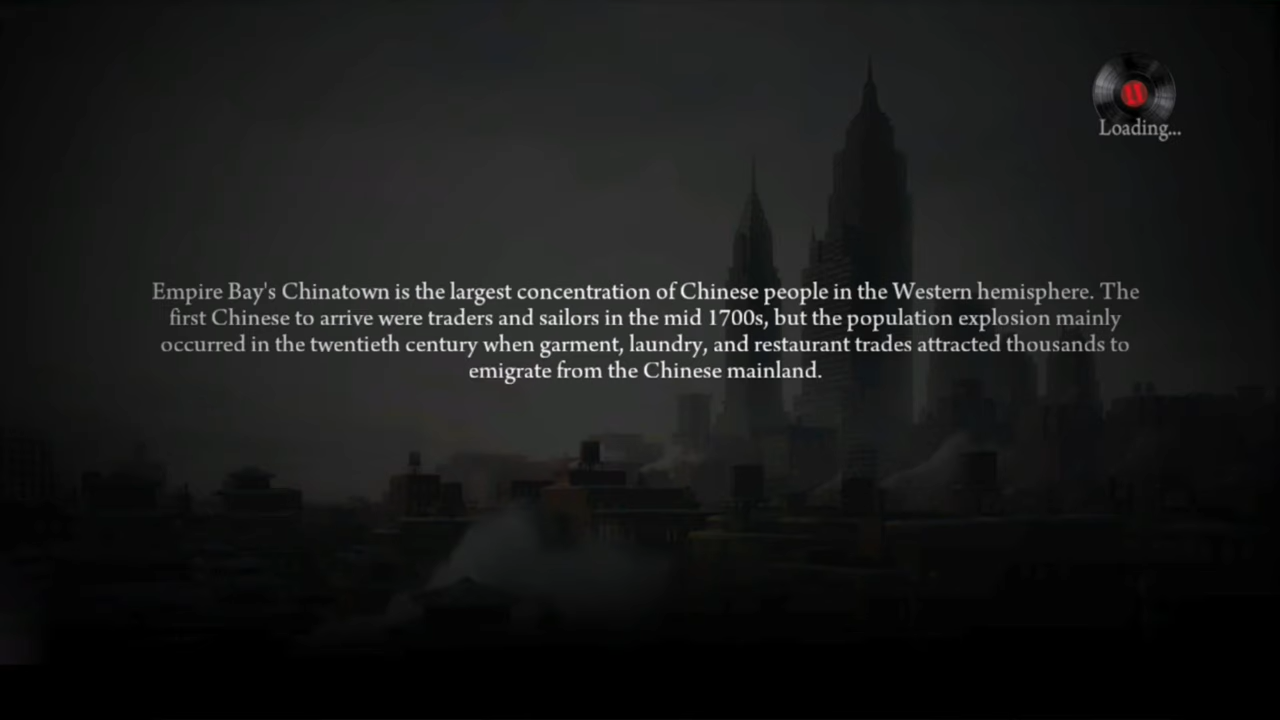 Loading...
Empire Bay's Chinatown is the largest concentration of Chinese people in the Western hemisphere. The
first Chinese to arrive were traders and sailors in the mid 1700s, but the population explosion mainly
occurred in the twentieth century when garment, laundry, and restaurant trades attracted thousands to
emigrate from the Chinese mainland.